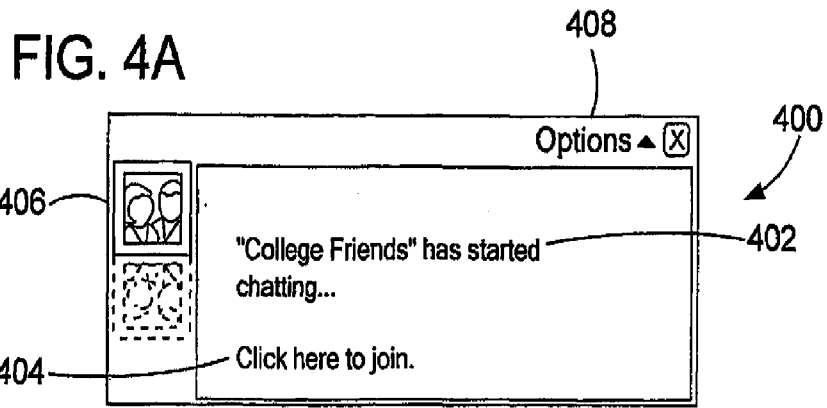 FIG. 4A
408
Options ▲ X
400
406
"College Friends" has started
402
chatting...
404
Click here to join.